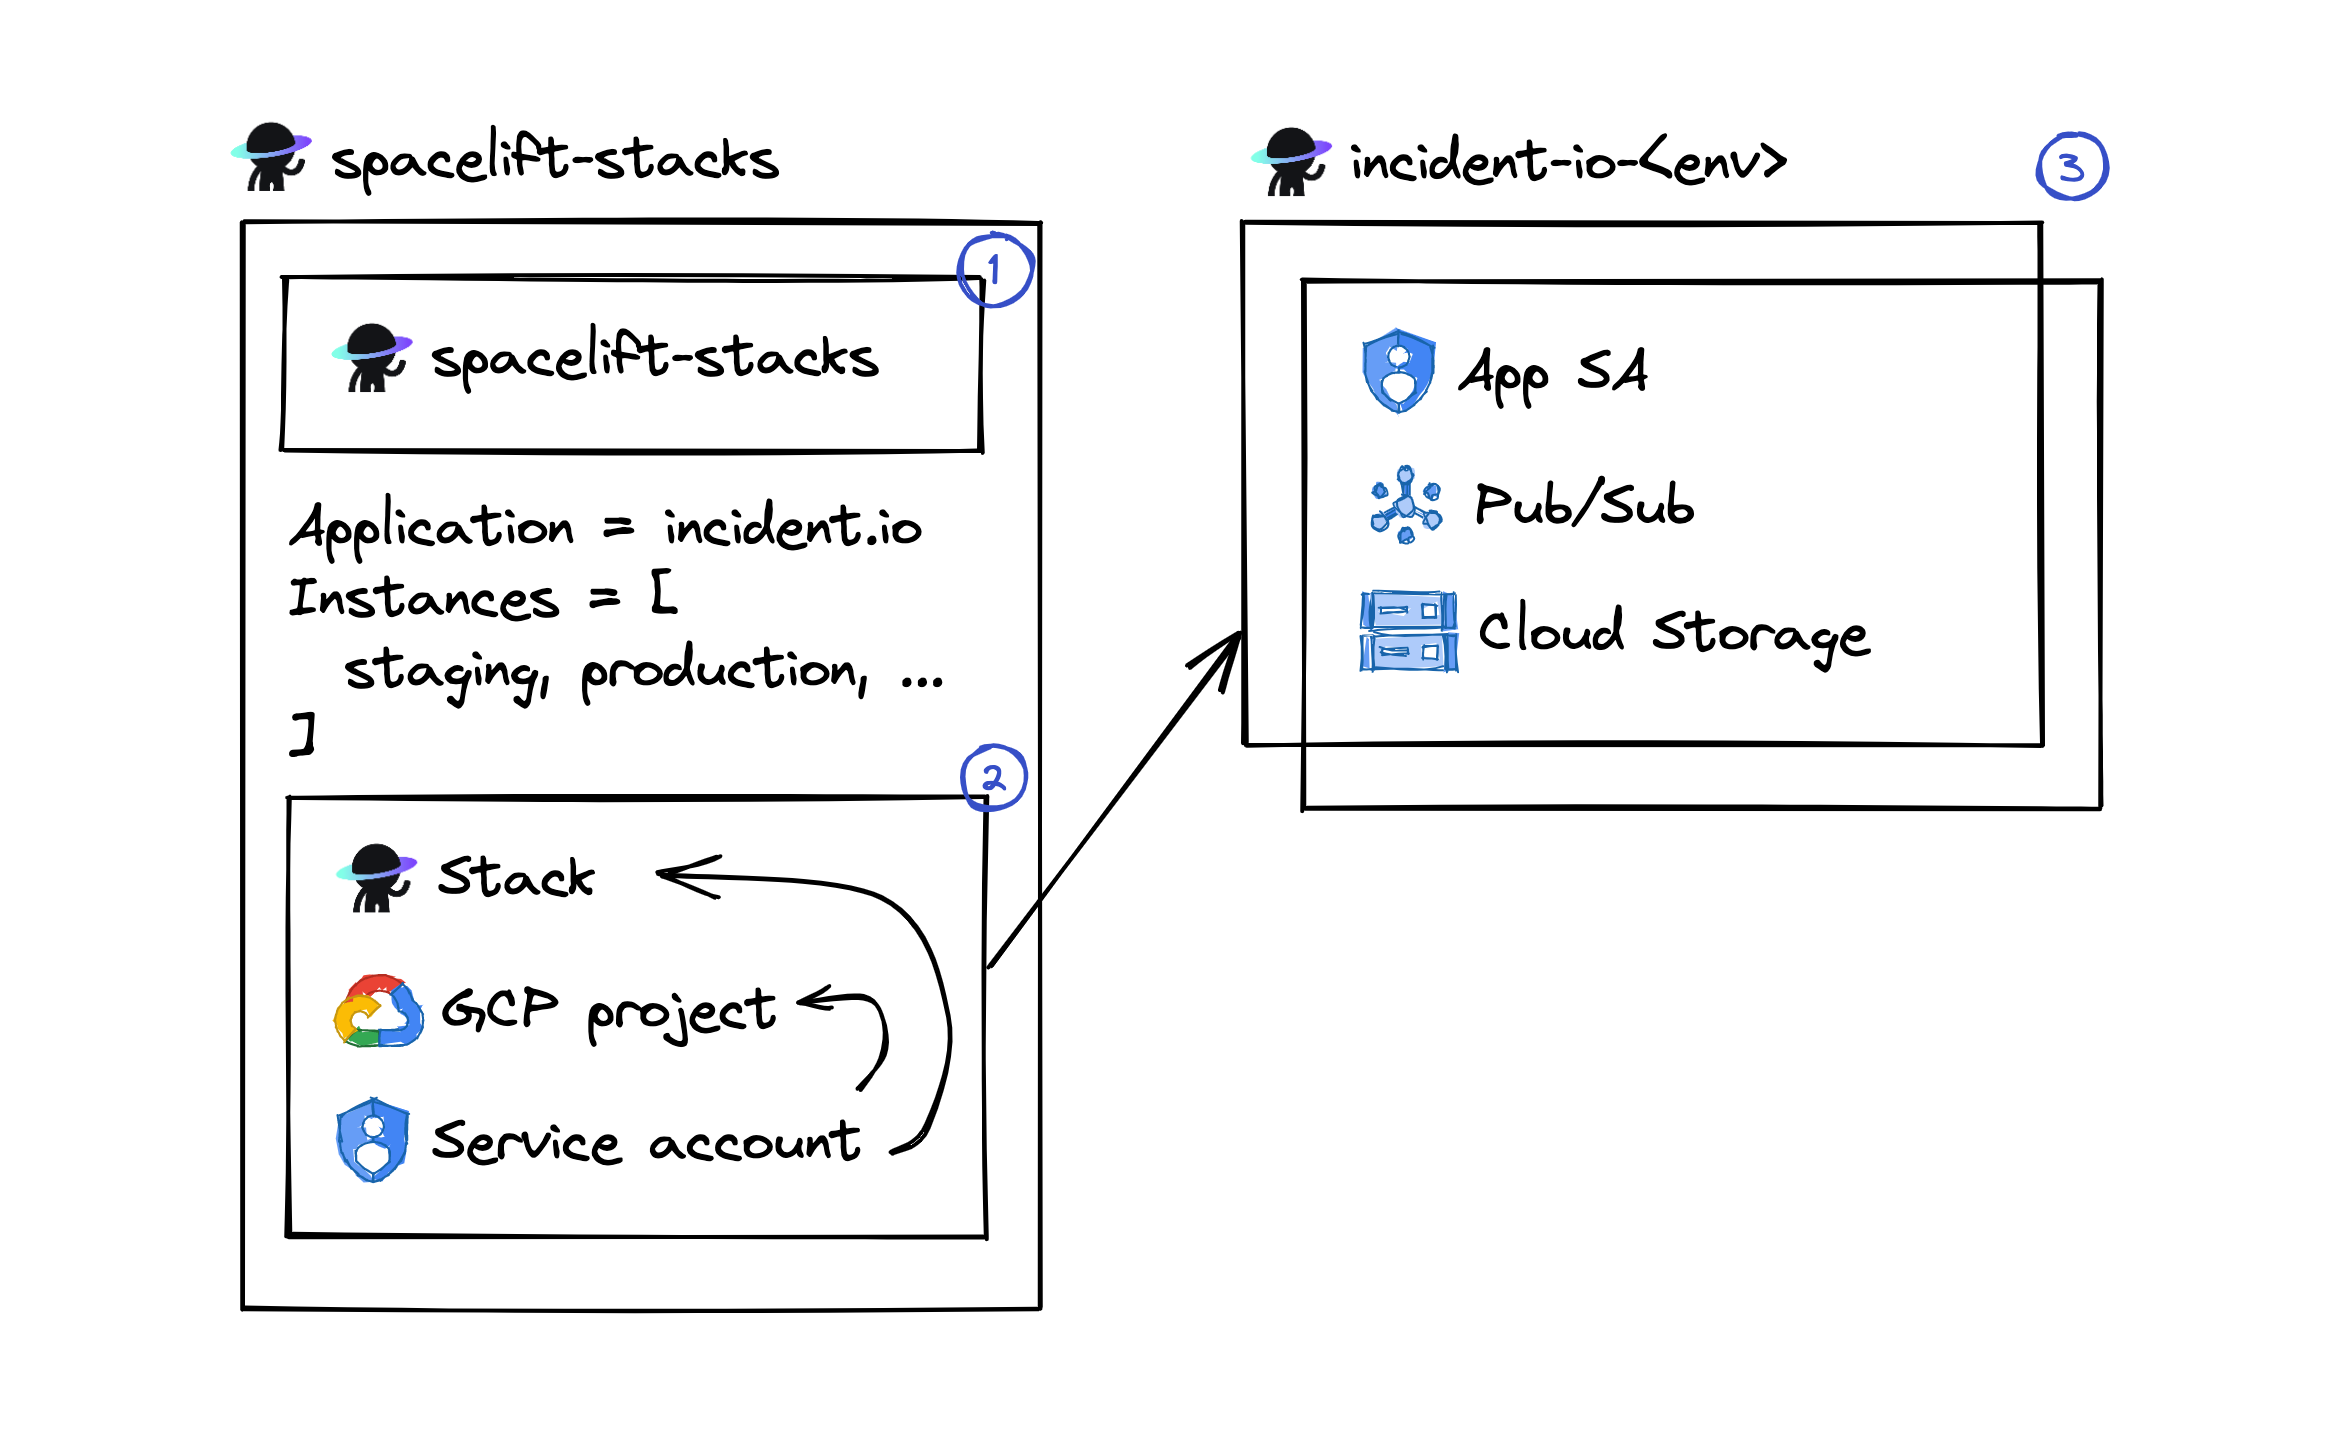 spacelift-stacks
1
spacelift-stacks
Application = incident.io
Instances = [
staging, production, ...
]
2
Stack
GCP project
Service account
incident-io-<env>
3
App SA
Pub/Sub
Cloud Storage